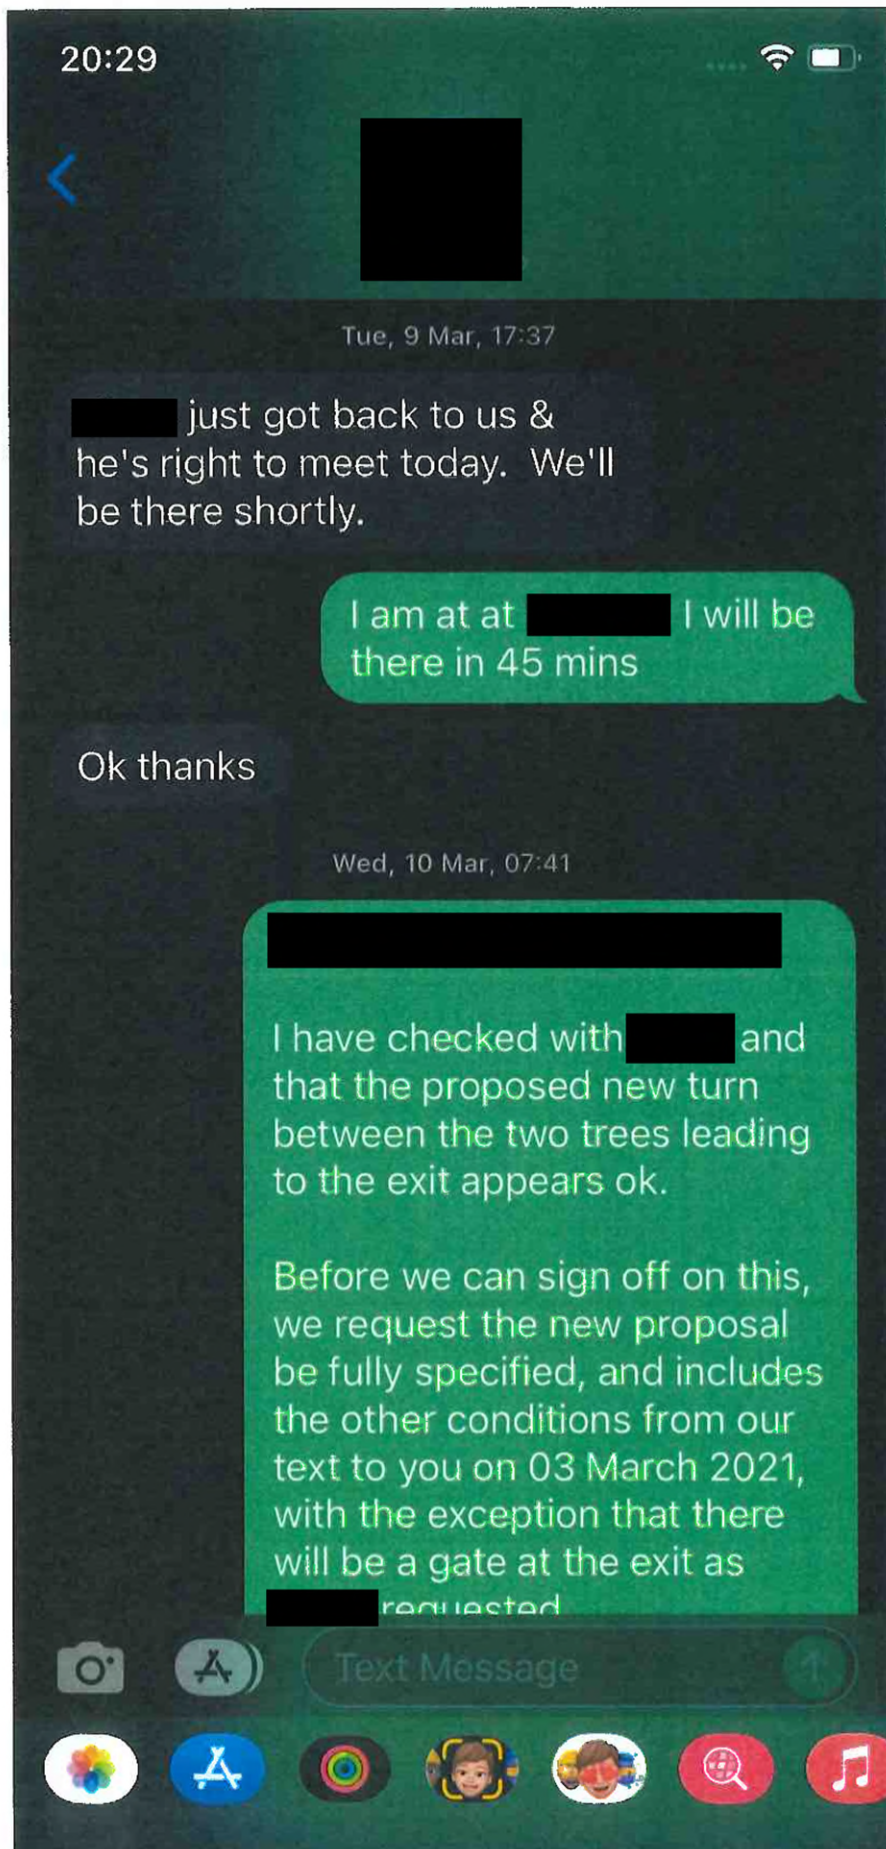 20:29
Tue, 9 Mar, 17:37
just got back to us &
he's right to meet today.  We'll
be there shortly.
I am at at I will be
there in 45 mins
Ok thanks
Wed, 10 Mar, 07:41
I have checked with and
that the proposed new turn
between the two trees leading
to the exit appears ok.
Before we can sign off on this,
we request the new proposal
be fully specified, and includes
the other conditions from our
text to you on 03 March 2021,
with the exception that there
will be a gate at the exit as
requested
Text Message